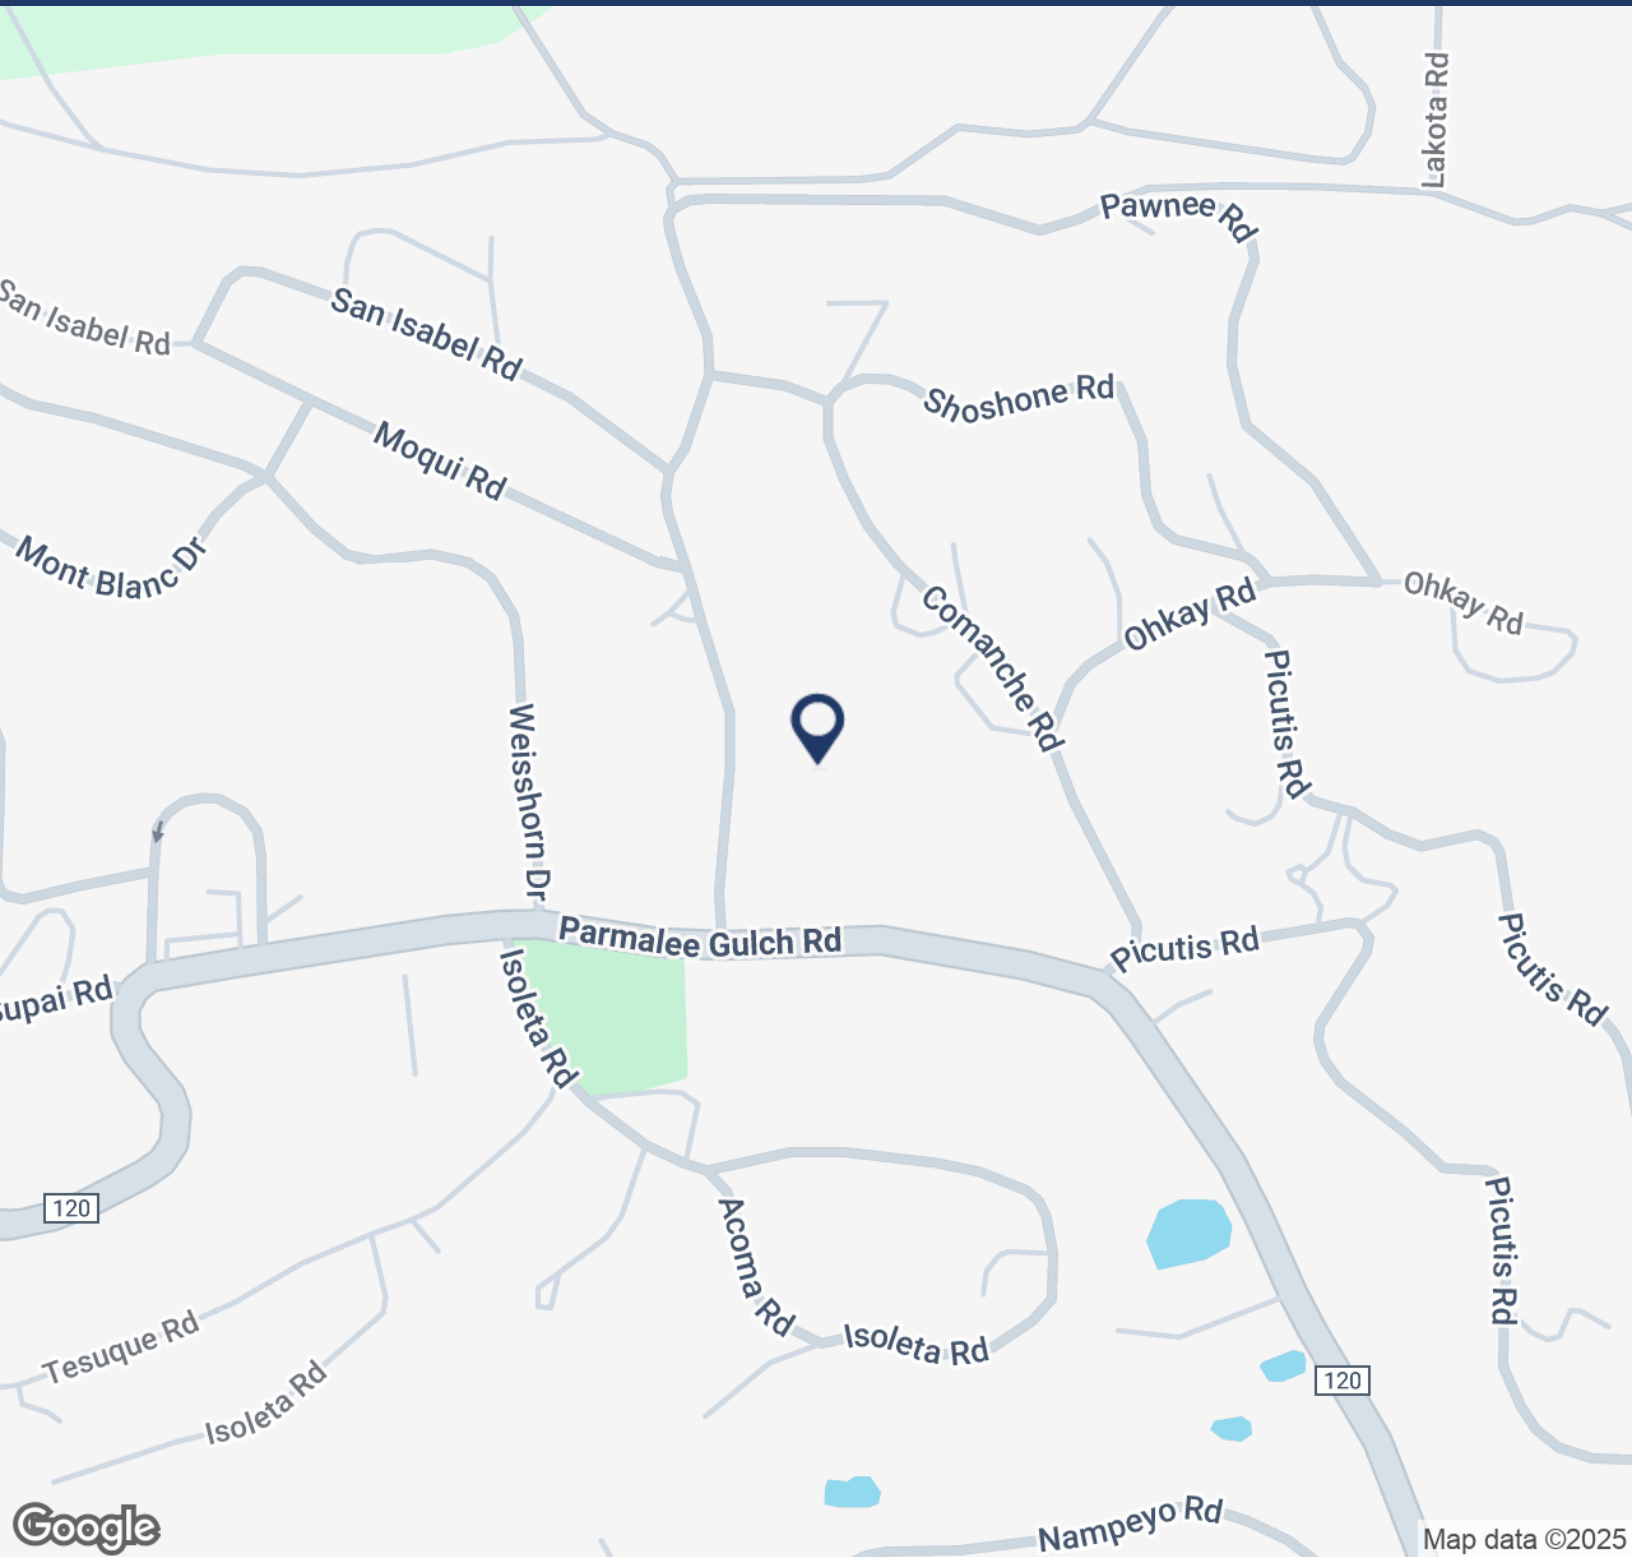 Lakota Rd
Pawnee Rd
San Isabel Rd
San Isabel Rd
Shoshone Rd
Moqui Rd
Mont Blanc Dr
Comanche Rd
Ohkay Rd
Ohkay Rd
Picutis Rd
Weisshorn Dr
Parmalee Gulch Rd
Picutis Rd
Picutis Rd
Supai Rd
Isoleta Rd
120
Picutis Rd
Acoma Rd
Isoleta Rd
Tesuque Rd
Isoleta Rd
120
Nampeyo Rd
Google
Map data ©2025